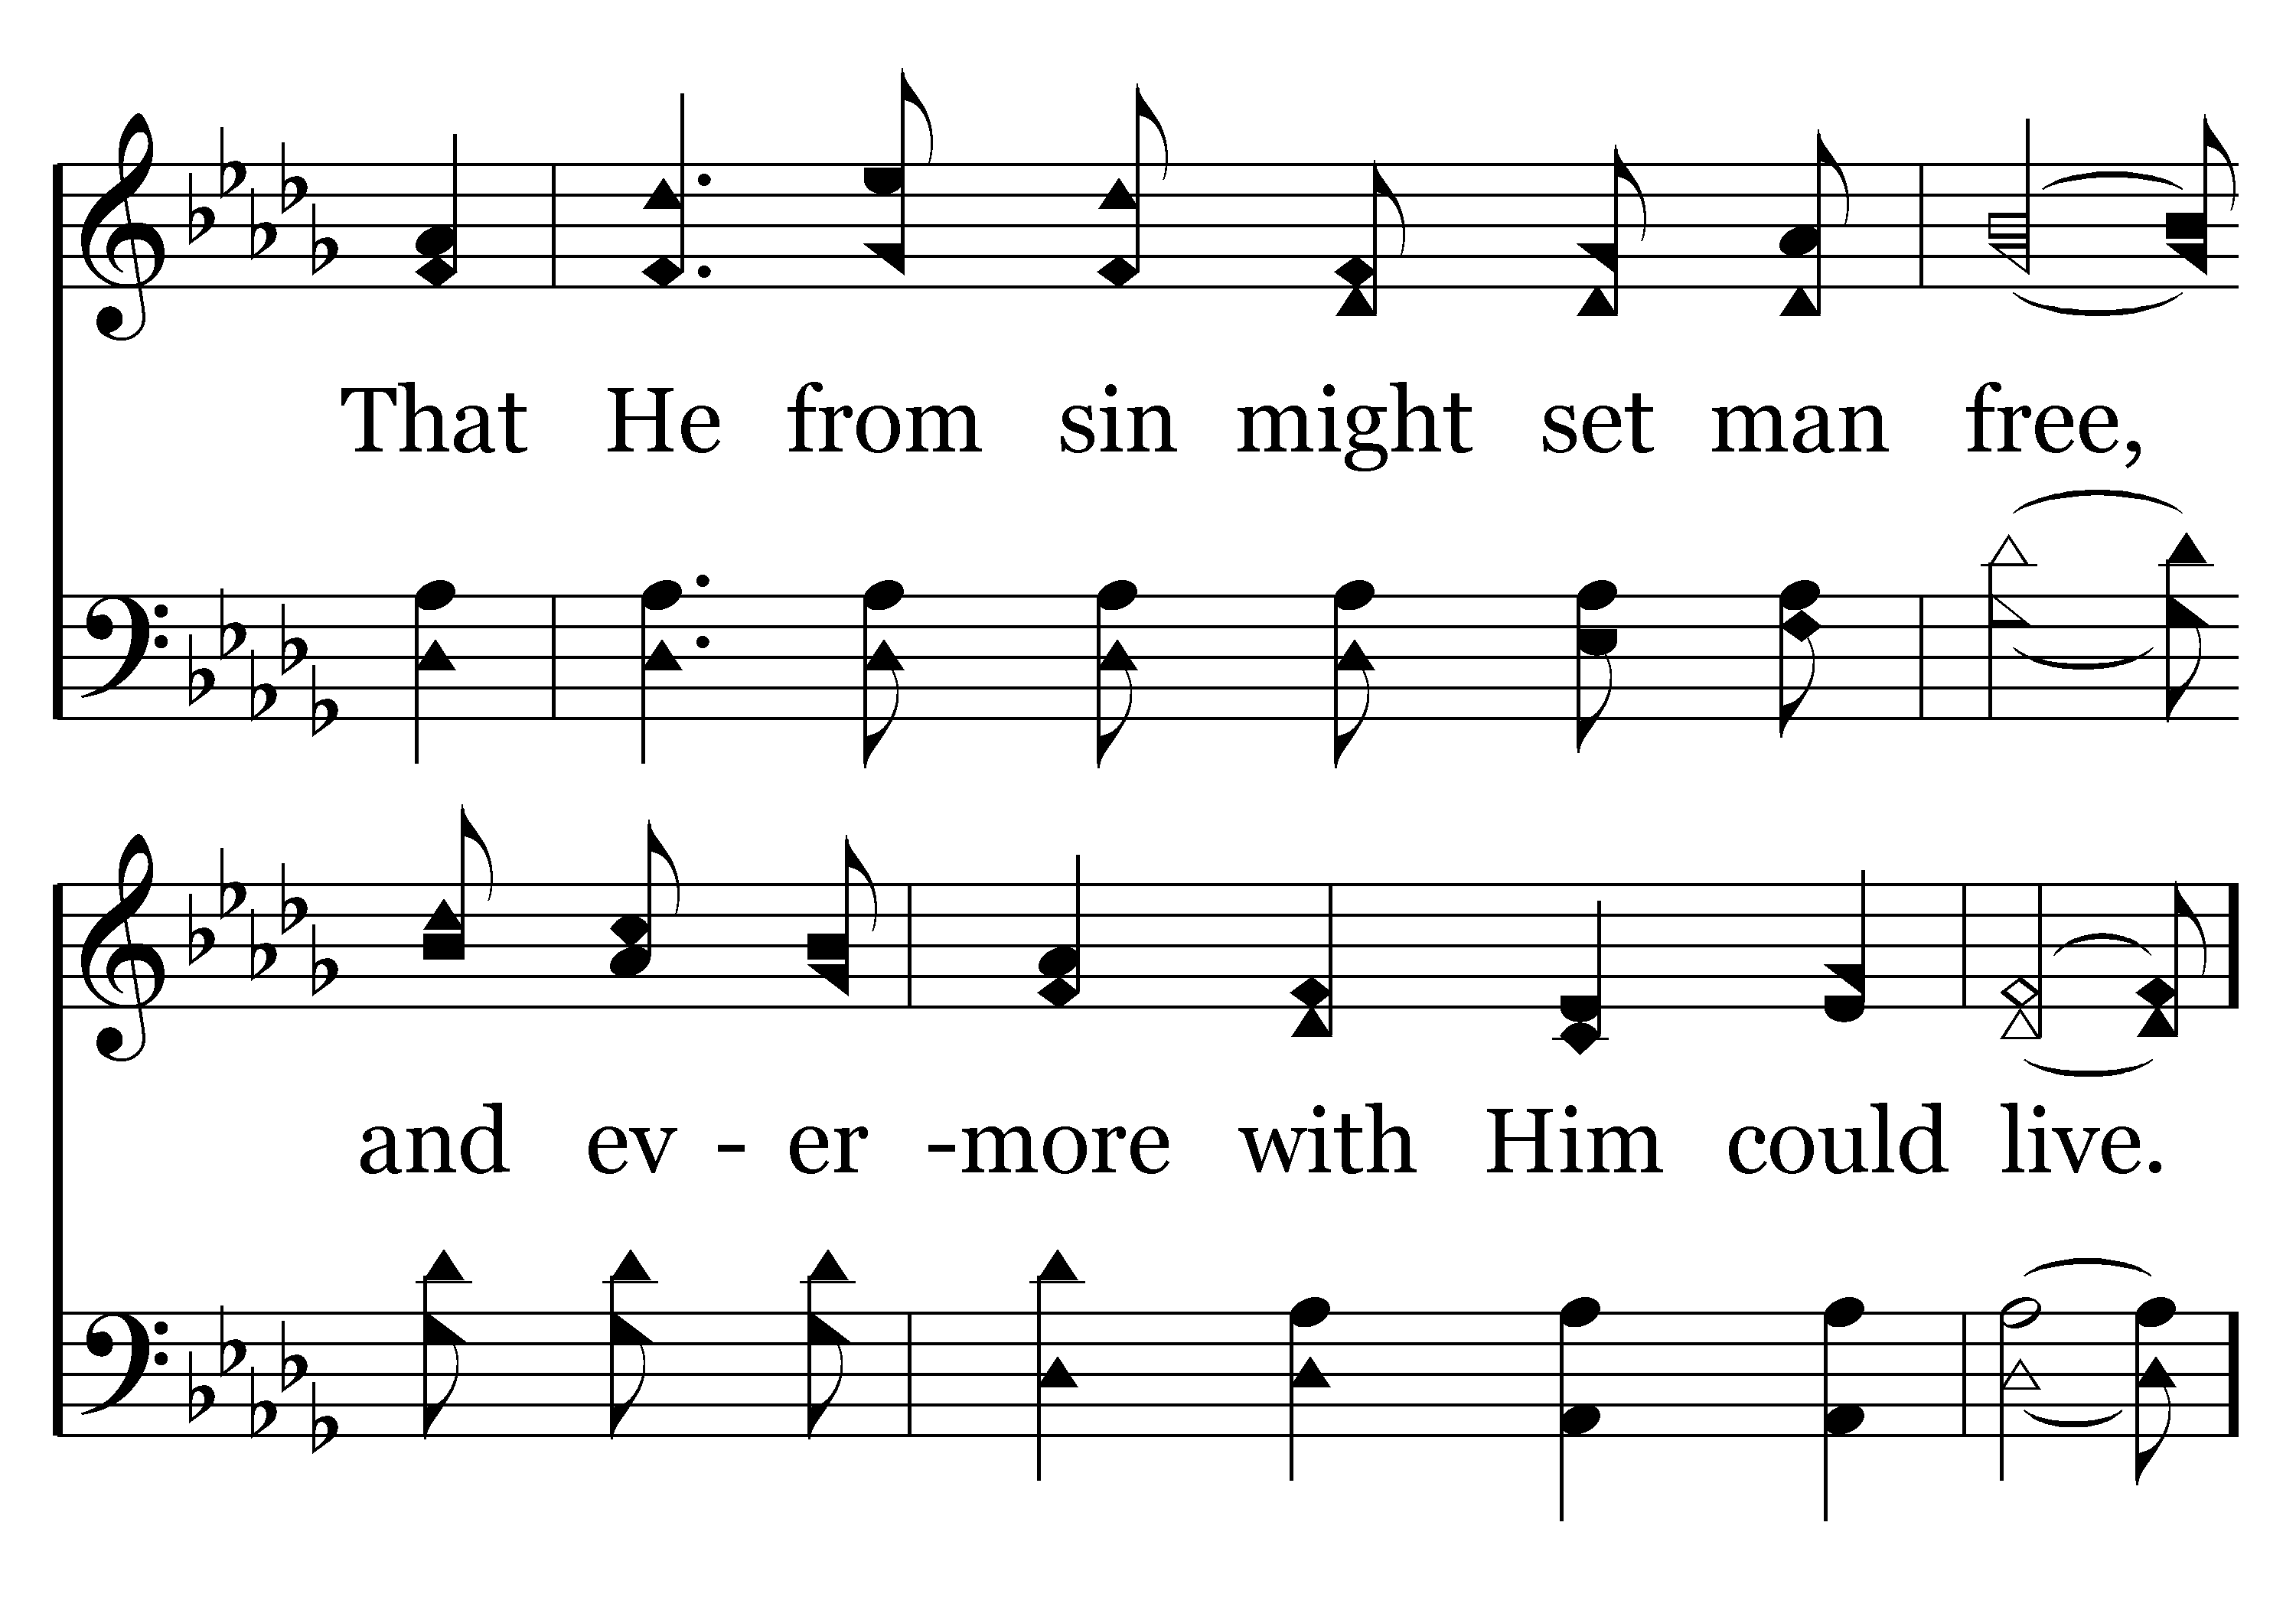 That He from sin might set man free,
and ev - er -more with Him could live.